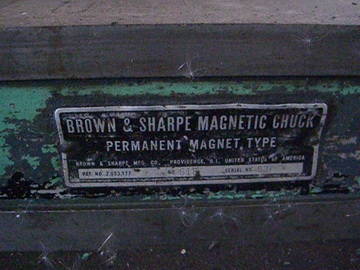 BROWN & SHARPE MAGNETIC CHUCK
PERMANENT MAGNET, TYPE
BROWN & SHARPE MFG. CO., PROVIDENCE, R.I. UNITED STATES OF AMERICA
PAT. NO. NO. SERIAL NO.